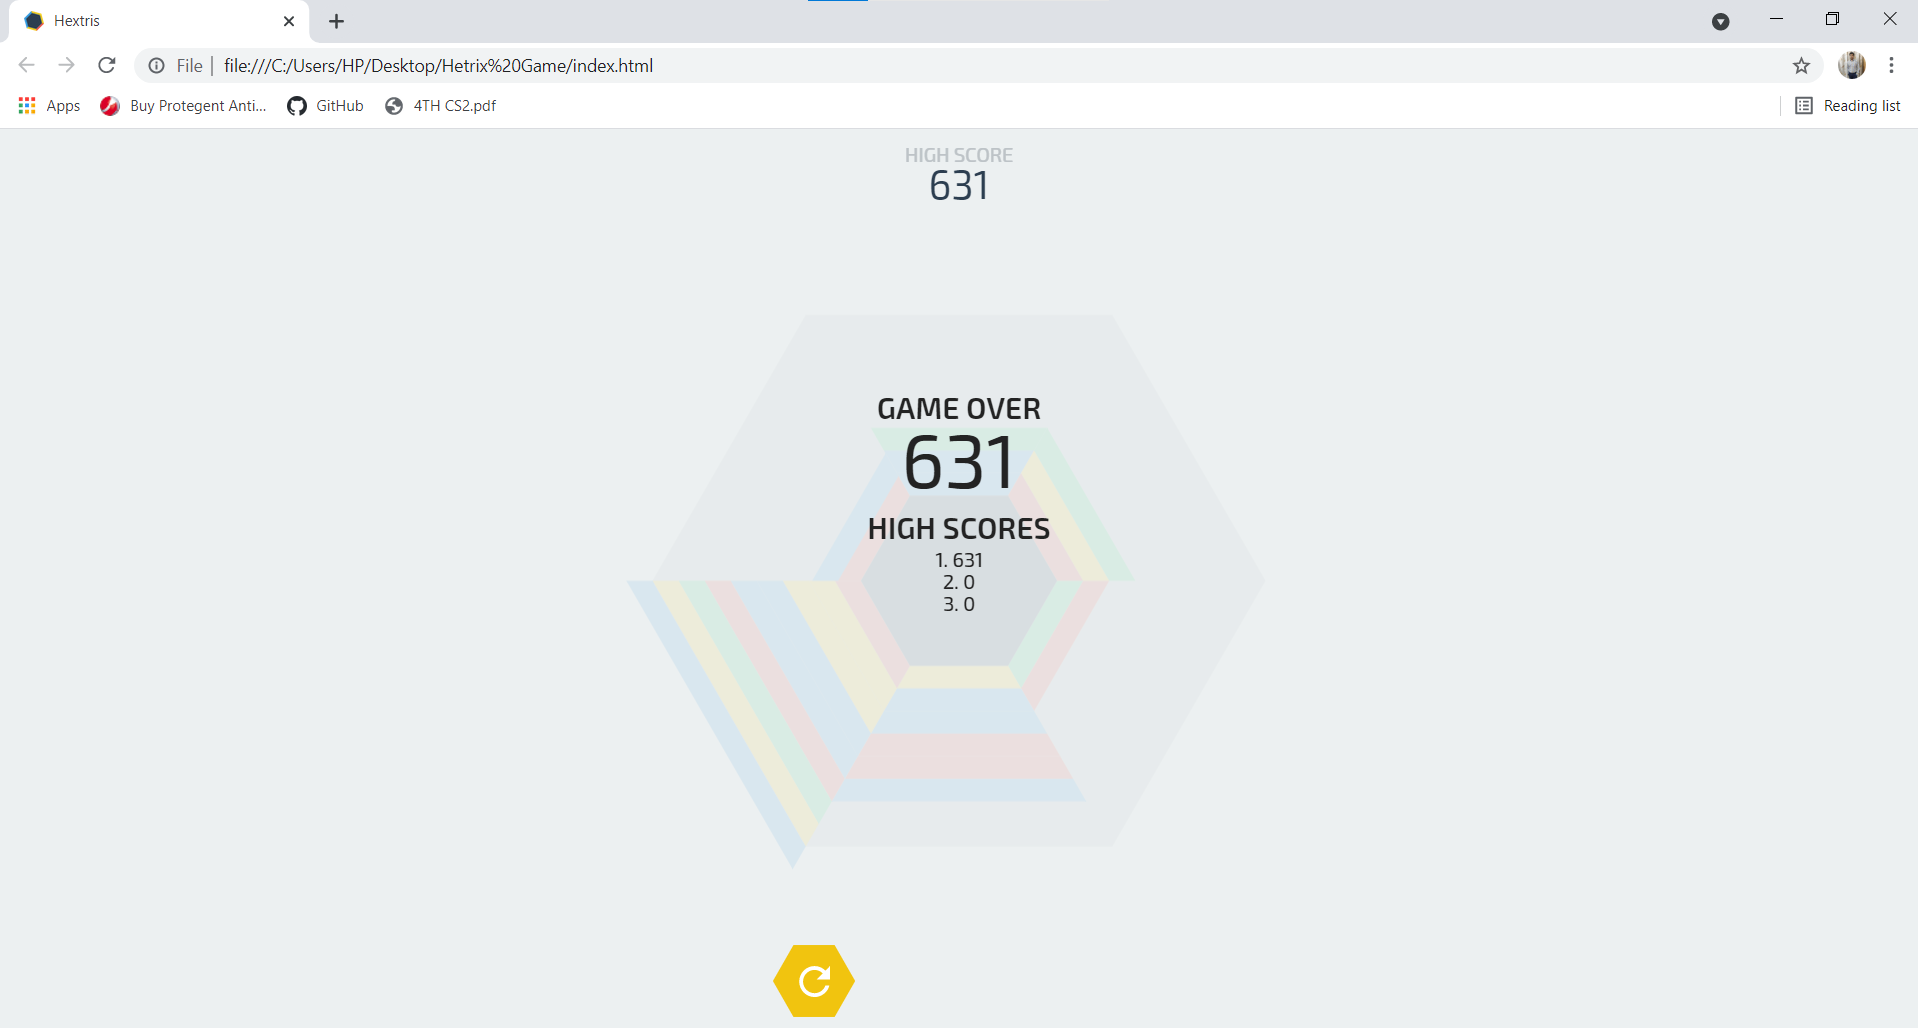 Hextris
File
file:///C:/Users/HP/Desktop/Hetrix%20Game/index.html
Apps
Buy Protegent Anti...
GitHub
4TH CS2.pdf
Reading list
HIGH SCORE
631
GAME OVER
631
HIGH SCORES
1. 631
2. 0
3. 0